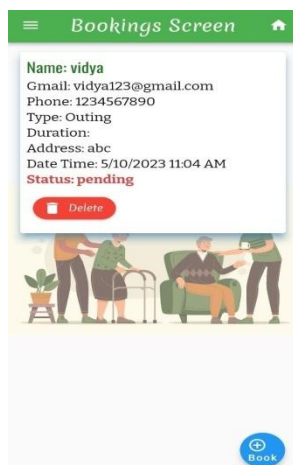 Bookings Screen
Name: vidya
Gmail: vidya123@gmail.com
Phone: 1234567890
Type: Outing
Duration:
Address: abc
Date Time: 5/10/2023 11:04 AM
Status: pending
Delete
Book